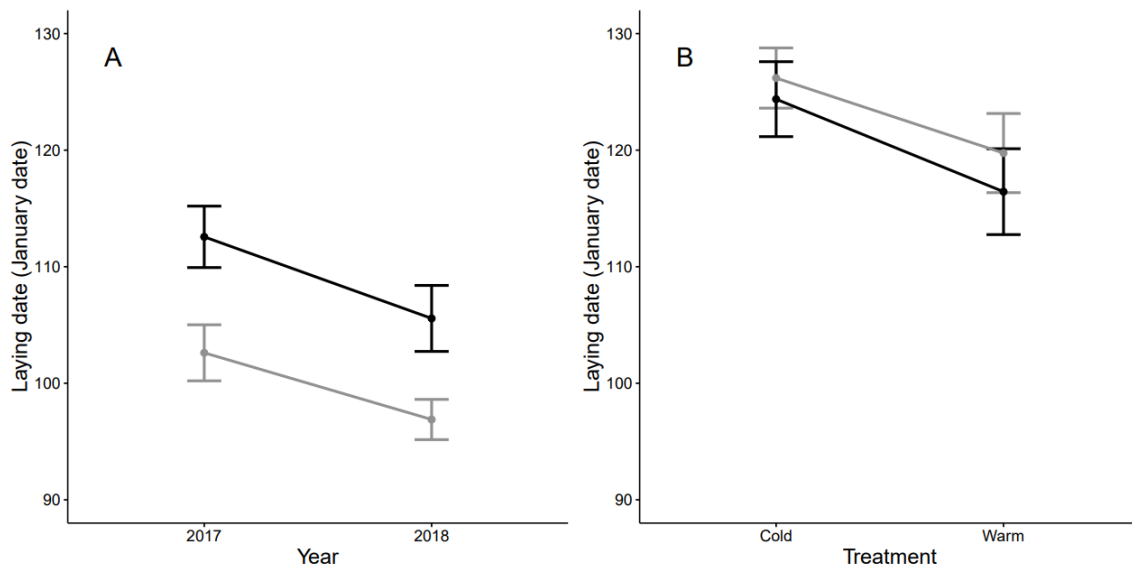 A
130
120
110
100
90
Laying date (January date)
2017
2018
Year
B
130
120
110
100
90
Laying date (January date)
Cold
Warm
Treatment